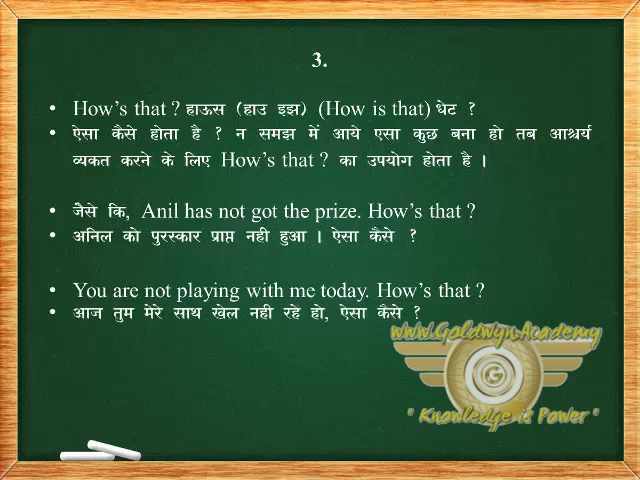 3.
• How's that ? हाऊस (हाउ इझ) (How is that) धेट ?
• ऐसा कैसे होता है ? न समझ में आये एसा कुछ बना हो तब आश्चर्य
व्यकत करने के लिए How's that ? का उपयोग होता है ।
• जैसे कि, Anil has not got the prize. How's that ?
• अनिल को पुरस्कार प्राप्त नही हुआ । ऐसा कैसे ?
• You are not playing with me today. How's that ?
• आज तुम मेरे साथ खेल नही रहे हो, ऐसा कैसे ?
www.GoldwynAcademy
G
" Knowledge is Power "